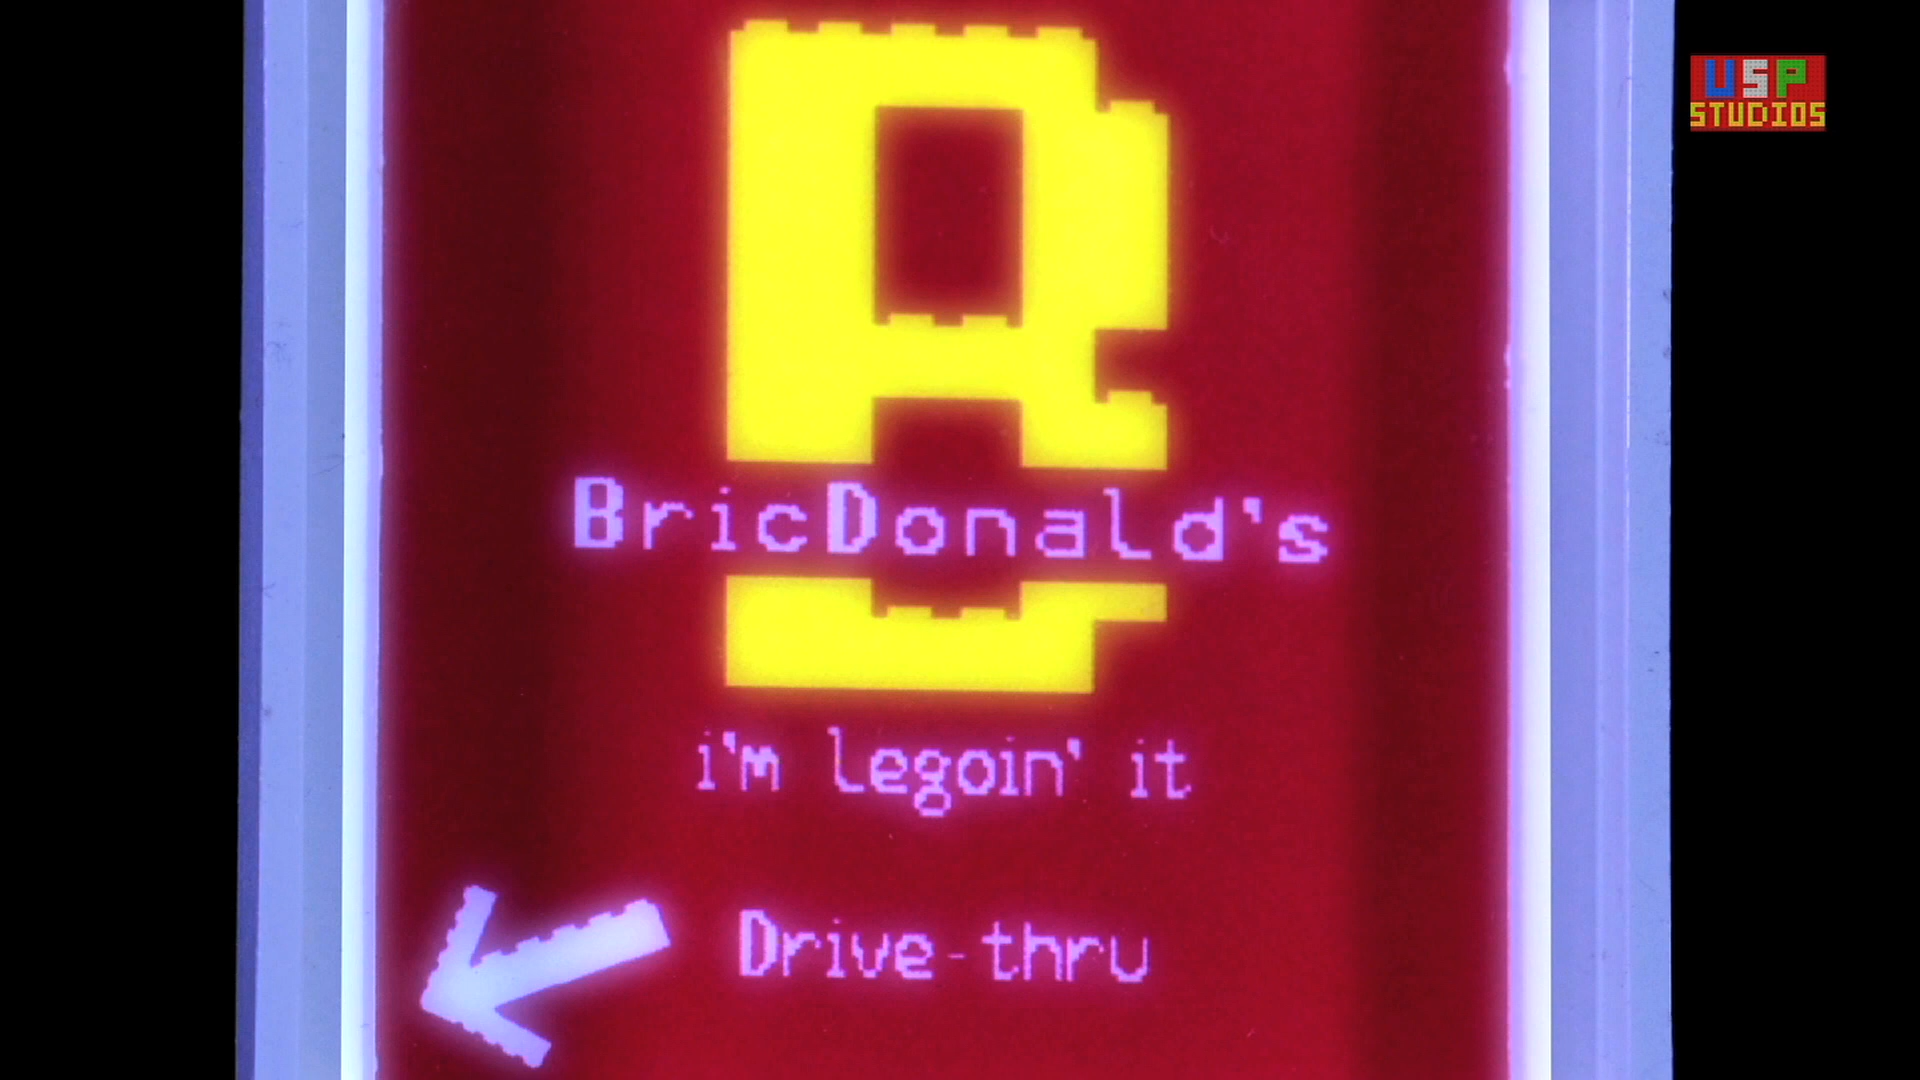 USP
STUDIOS
B
BricDonald's
i'm legoin' it
Drive-thru